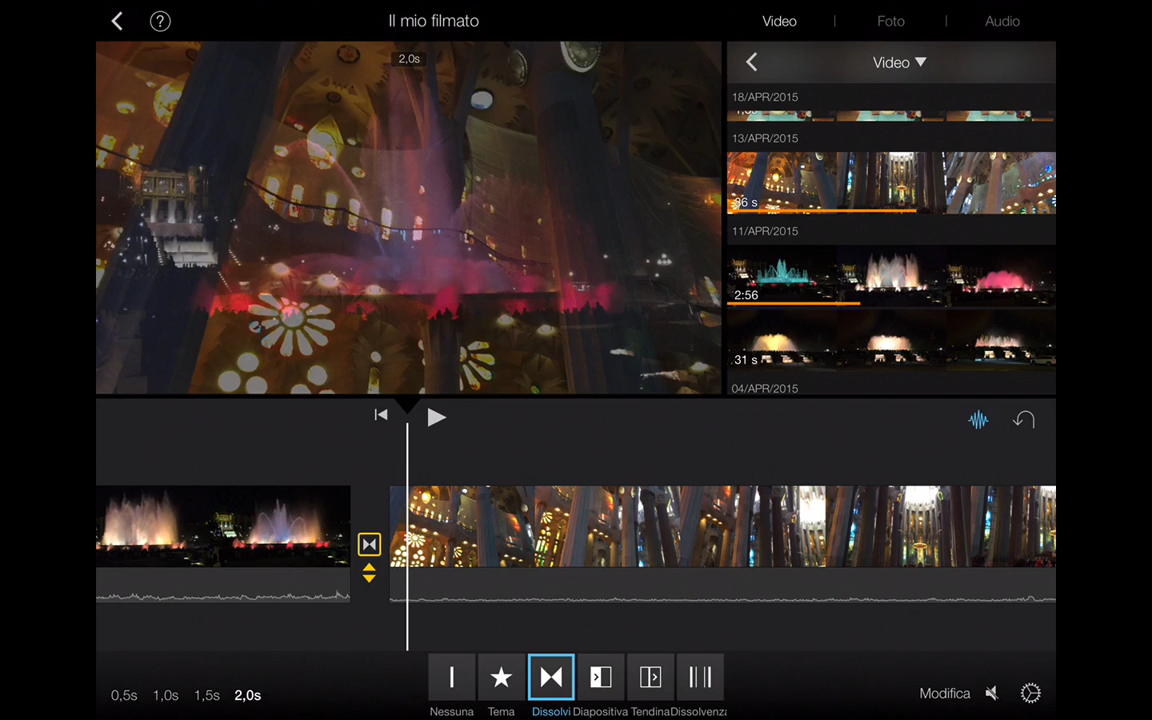 ?
Il mio filmato
Video | Foto | Audio
2,0s
Video ▼
18/APR/2015
13/APR/2015
36 s
11/APR/2015
2:56
31 s
04/APR/2015
0,5s 1,0s 1,5s 2,0s
Nessuna Tema Dissolvi Diapositiva Tendina Dissolvenza
Modifica